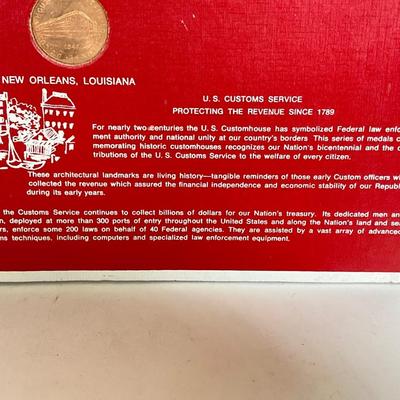 NEW ORLEANS, LOUISIANA
U.S. CUSTOMS SERVICE
PROTECTING THE REVENUE SINCE 1789
For nearly two centuries the U.S. Customhouse has symbolized Federal law enfor
ment authority and national unity at our country's borders. This series of medals c
memorating historic customhouses recognizes our Nation's bicentennial and the c
tributions of the U.S. Customs Service to the welfare of every citizen.
These architectural landmarks are living history—tangible reminders of those early Custom officers wh
collected the revenue which assured the financial independence and economic stability of our Republ
during its early years.
the Customs Service continues to collect billions of dollars for our Nation's treasury. Its dedicated men an
n, deployed at more than 300 ports of entry throughout the United States and along the Nation's land and sea
rs, enforce some 200 laws on behalf of 40 Federal agencies. They are assisted by a vast array of advanced
ms techniques, including computers and specialized law enforcement equipment.